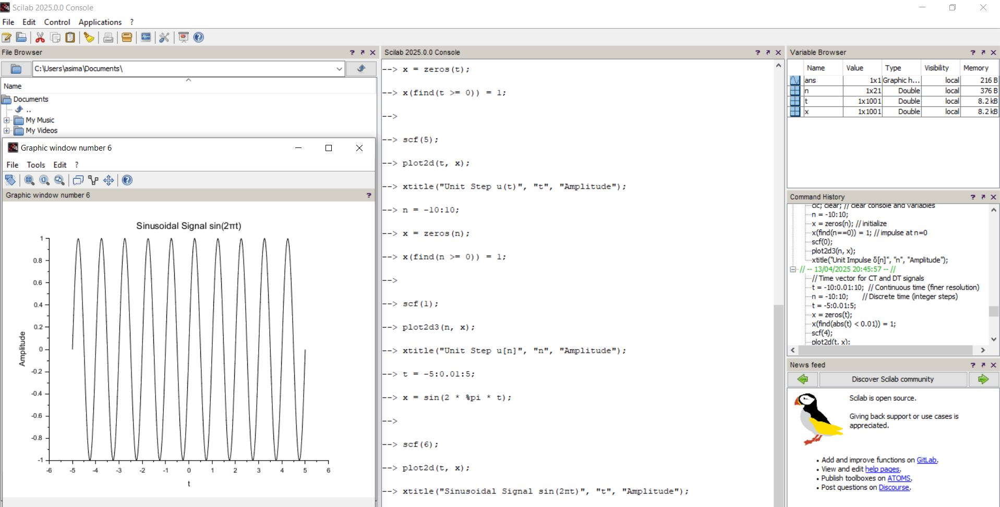 Scilab 2025.0.0 Console
File Edit Control Applications ?
File Browser ? ✕
C:\Users\asima\Documents\
Name
Documents
..
My Music
My Videos
Graphic window number 6
File Tools Edit ?
Graphic window number 6 ?
Sinusoidal Signal sin(2πt)
1
0.8
0.6
0.4
0.2
0
-0.2
-0.4
-0.6
-0.8
-1
Amplitude
-6 -5 -4 -3 -2 -1 0 1 2 3 4 5 6
t
Scilab 2025.0.0 Console ? ✕
--> x = zeros(t);
--> x(find(t >= 0)) = 1;
-->
--> scf(5);
--> plot2d(t, x);
--> xtitle("Unit Step u(t)", "t", "Amplitude");
--> n = -10:10;
--> x = zeros(n);
--> x(find(n >= 0)) = 1;
-->
--> scf(1);
--> plot2d3(n, x);
--> xtitle("Unit Step u[n]", "n", "Amplitude");
--> t = -5:0.01:5;
--> x = sin(2 * %pi * t);
-->
--> scf(6);
--> plot2d(t, x);
--> xtitle("Sinusoidal Signal sin(2πt)", "t", "Amplitude");
Variable Browser ? ✕
Name Value Type Visibility Memory
ans 1x1 Graphic h... local 216 B
n 1x21 Double local 376 B
t 1x1001 Double local 8.2 kB
x 1x1001 Double local 8.2 kB
Command History ? ✕
clc; clear; // clear console and variables
n = -10:10;
x = zeros(n); // initialize
x(find(n==0)) = 1; // impulse at n=0
scf(0);
plot2d3(n, x);
xtitle("Unit Impulse δ[n]", "n", "Amplitude");
// -- 13/04/2025 20:45:57 -- //
// Time vector for CT and DT signals
t = -10:0.01:10; // Continuous time (finer resolution)
n = -10:10; // Discrete time (integer steps)
t = -5:0.01:5;
x = zeros(t);
x(find(abs(t) < 0.01)) = 1;
scf(4);
plot2d(t, x);
News feed ? ✕
Discover Scilab community
Scilab is open source.
Giving back support or use cases is
appreciated.
• Add and improve functions on GitLab.
• View and edit help pages.
• Publish toolboxes on ATOMS.
• Post questions on Discourse.